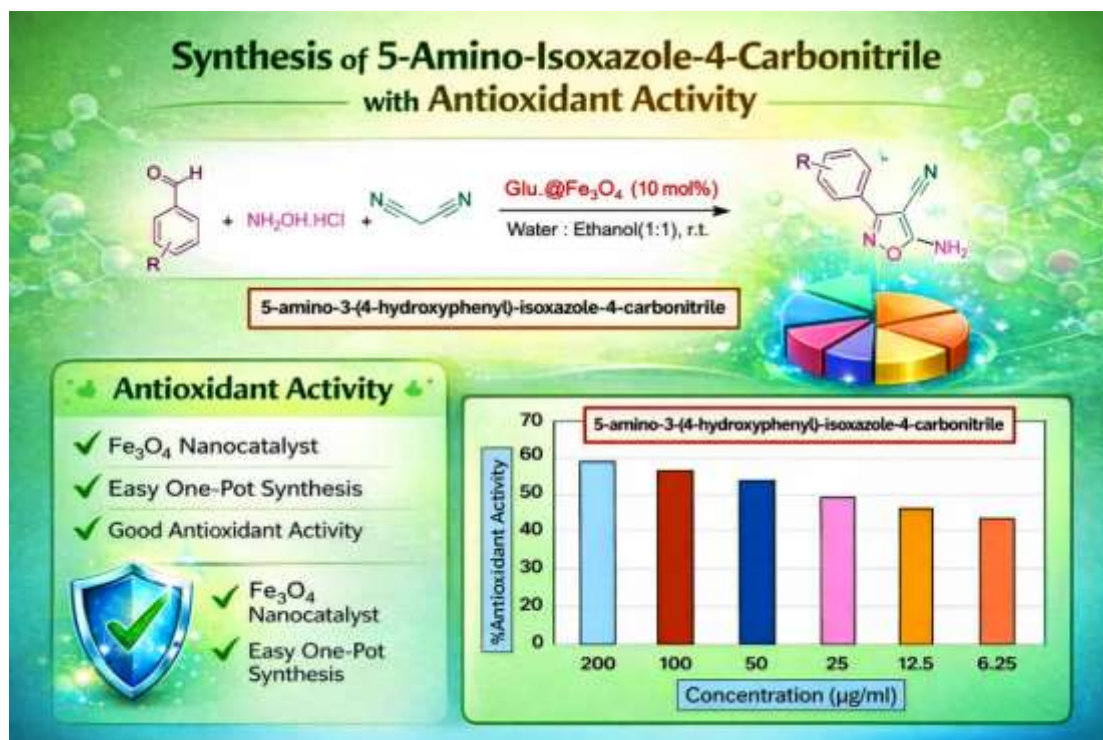 Synthesis of 5-Amino-Isoxazole-4-Carbonitrile
with Antioxidant Activity
O
H
R
+ NH₂OH.HCl +
N
N
Glu.@Fe₃O₄ (10 mol%)
Water : Ethanol(1:1), r.t.
R
N
N
O
NH₂
5-amino-3-(4-hydroxyphenyl)-isoxazole-4-carbonitrile
Antioxidant Activity
✔ Fe₃O₄ Nanocatalyst
✔ Easy One-Pot Synthesis
✔ Good Antioxidant Activity
✔ Fe₃O₄
Nanocatalyst
✔ Easy One-Pot
Synthesis
5-amino-3-(4-hydroxyphenyl)-isoxazole-4-carbonitrile
%Antioxidant Activity
70
60
50
40
30
20
0
200 100 50 25 12.5 6.25
Concentration (µg/ml)